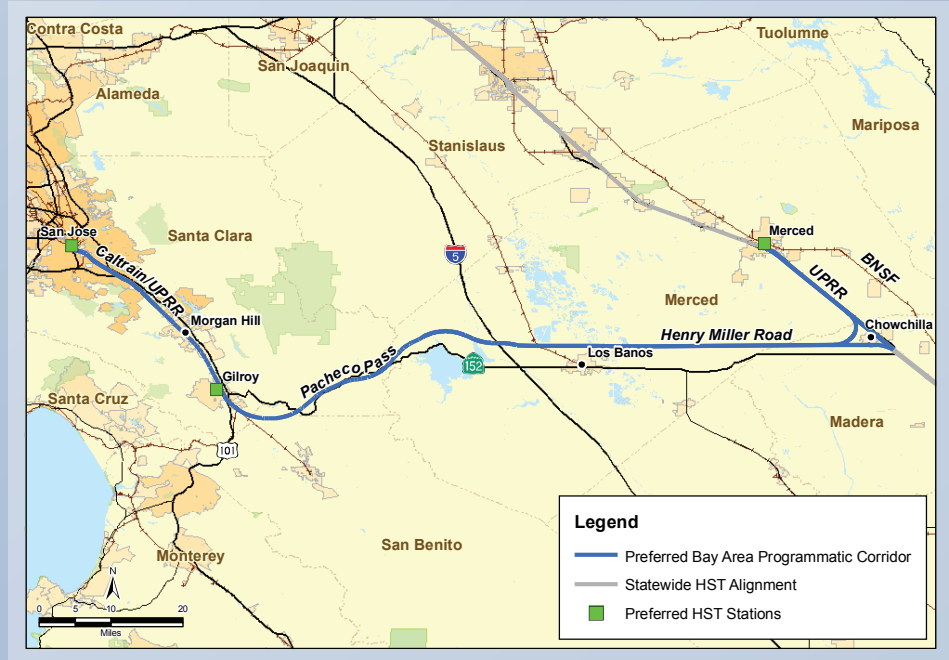 Contra Costa
Tuolumne
San Joaquin
Alameda
Mariposa
Stanislaus
San Jose
Santa Clara
Merced
Caltrain/UPRR
5
BNSF
UPRR
Merced
Morgan Hill
Chowchilla
Henry Miller Road
Los Banos
Pacheco Pass
152
Gilroy
Santa Cruz
Madera
101
Legend
San Benito
Monterey
Preferred Bay Area Programmatic Corridor
Statewide HST Alignment
Preferred HST Stations
N
0 5 10 20
Miles